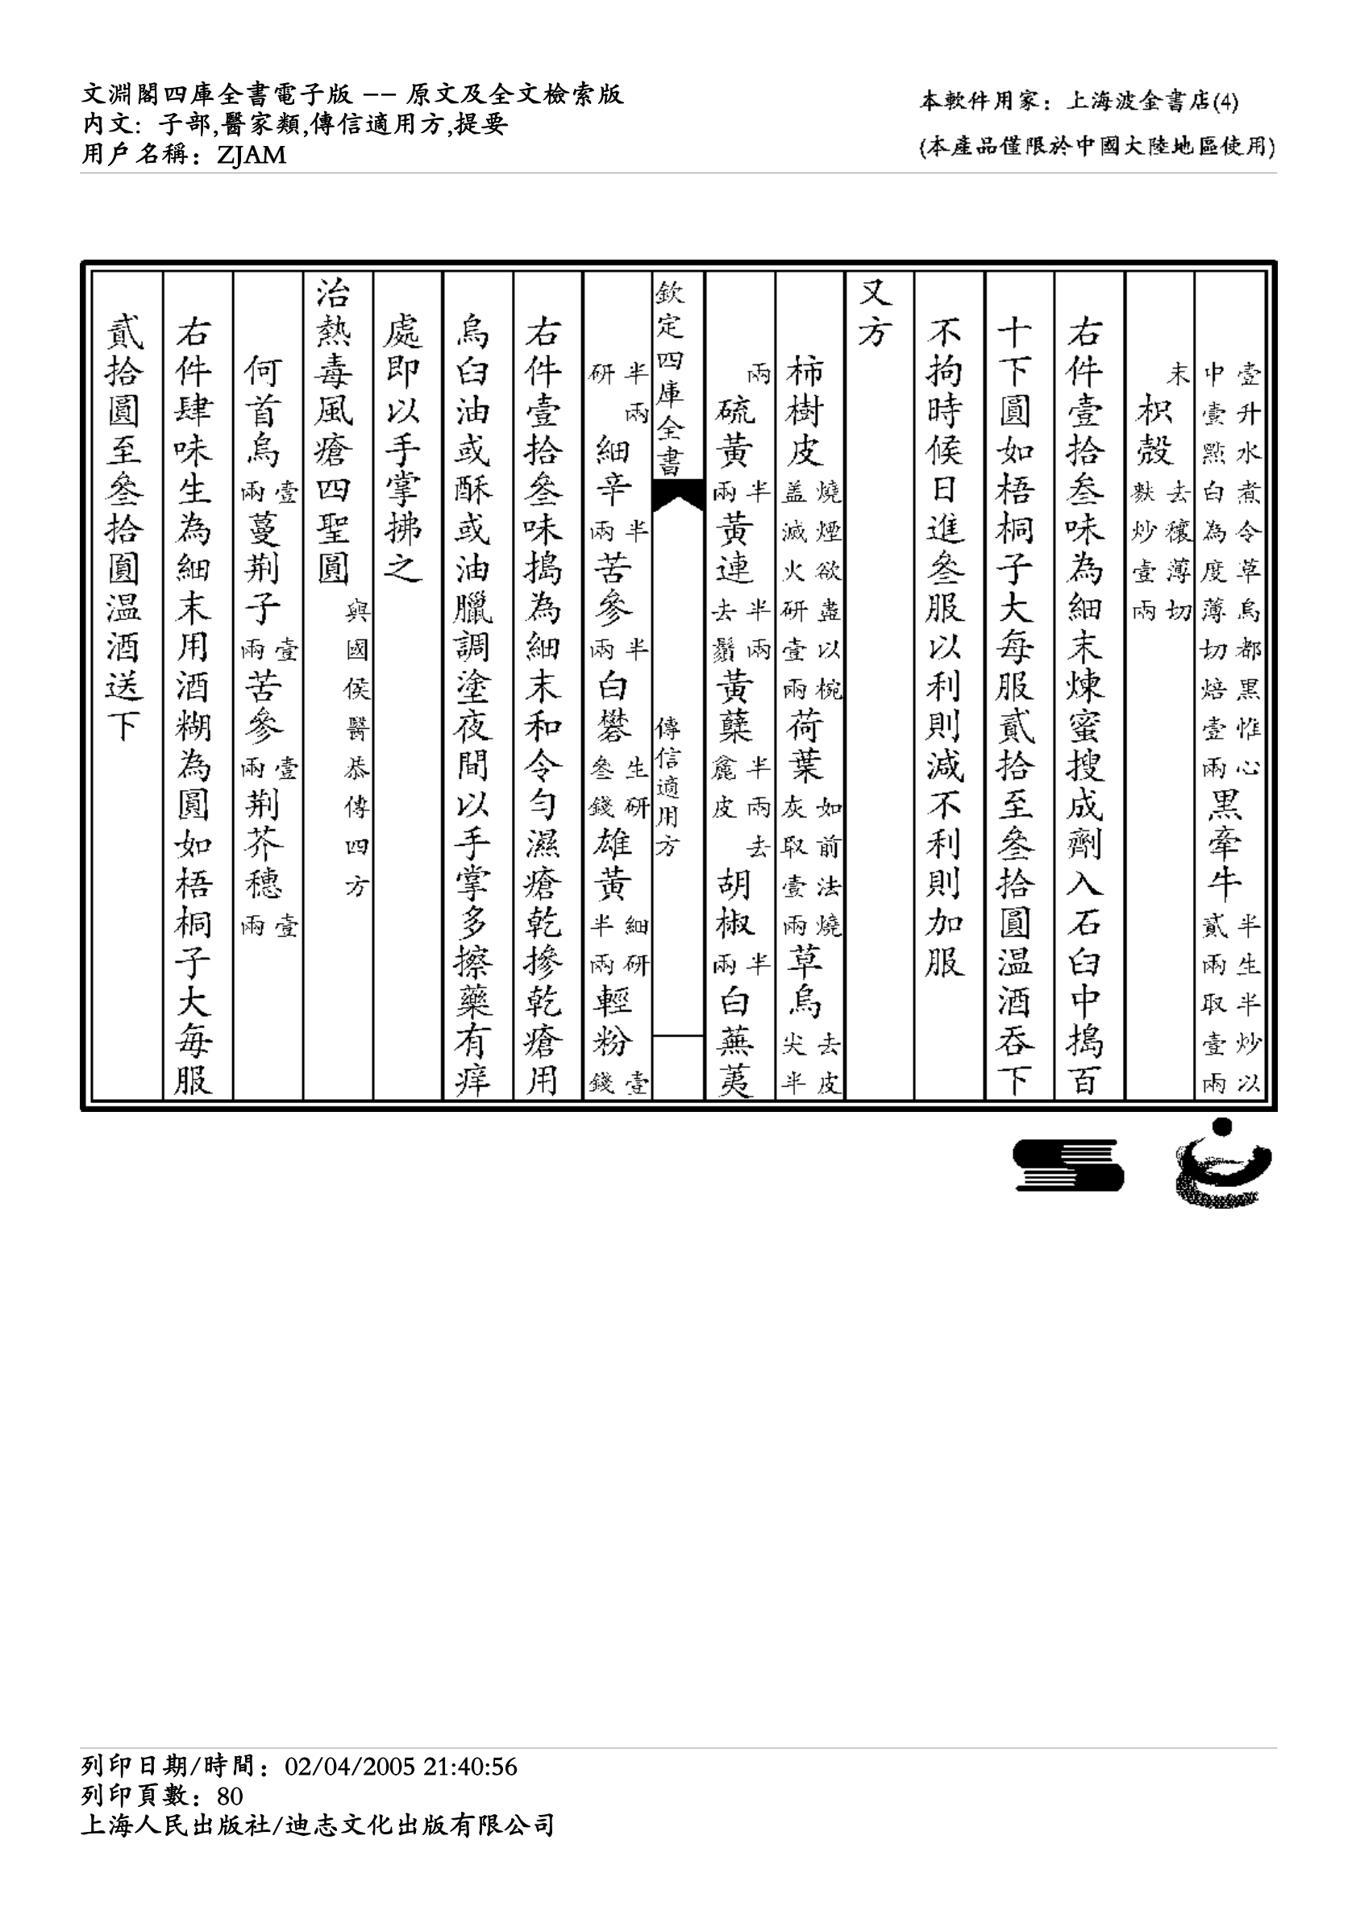 文淵閣四庫全書電子版 -- 原文及全文檢索版
内文: 子部,醫家類,傳信適用方,提要
用戶名稱: ZJAM
本軟件用家: 上海波金書店(4)
(本產品僅限於中國大陸地區使用)
壹升水煮令草烏都黑惟心中壹點白為度薄切焙壹兩黑牽牛半生半炒以貳兩取壹兩
末枳殼去穰薄切麩炒壹兩
右件壹拾叁味為細末煉蜜搜成劑入石臼中搗百
十下圓如梧桐子大每服貳拾至叁拾圓温酒吞下
不拘時候日進叁服以利則減不利則加服
又方
柿樹皮燒煙欲盡以椀盖滅火研壹兩荷葉如前法燒灰取壹兩草烏去皮尖半
兩硫黃半兩黃連半兩去鬚黃蘗半兩去麄皮胡椒半兩白蕪荑
欽定四庫全書 傳信適用方
半兩研細辛半兩苦參半兩白礬生研叁錢雄黃細研半兩輕粉壹錢
右件壹拾叁味搗為細末和令勻濕瘡乾摻乾瘡用
烏臼油或酥或油臘調塗夜間以手掌多擦藥有痒
處即以手掌拂之
治熱毒風瘡四聖圓與國侯醫恭傳四方
何首烏壹兩蔓荆子壹兩苦參壹兩荆芥穗壹兩
右件肆味生為細末用酒糊為圓如梧桐子大每服
貳拾圓至叁拾圓温酒送下
列印日期/時間: 02/04/2005 21:40:56
列印頁數: 80
上海人民出版社/迪志文化出版有限公司